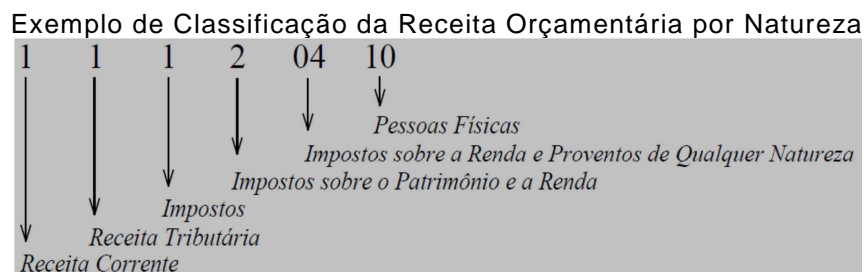 Exemplo de Classificação da Receita Orçamentária por Natureza
1 1 1 2 04 10
Pessoas Físicas
Impostos sobre a Renda e Proventos de Qualquer Natureza
Impostos sobre o Patrimônio e a Renda
Impostos
Receita Tributária
Receita Corrente